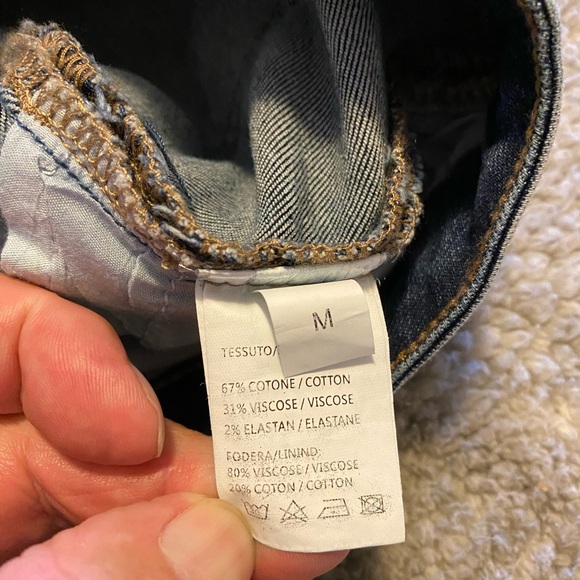 M
TESSUTO/
67% COTONE / COTTON
31% VISCOSE / VISCOSE
2% ELASTAN / ELASTANE
FODERA/LININD:
80% VISCOSE / VISCOSE
20% COTON / COTTON